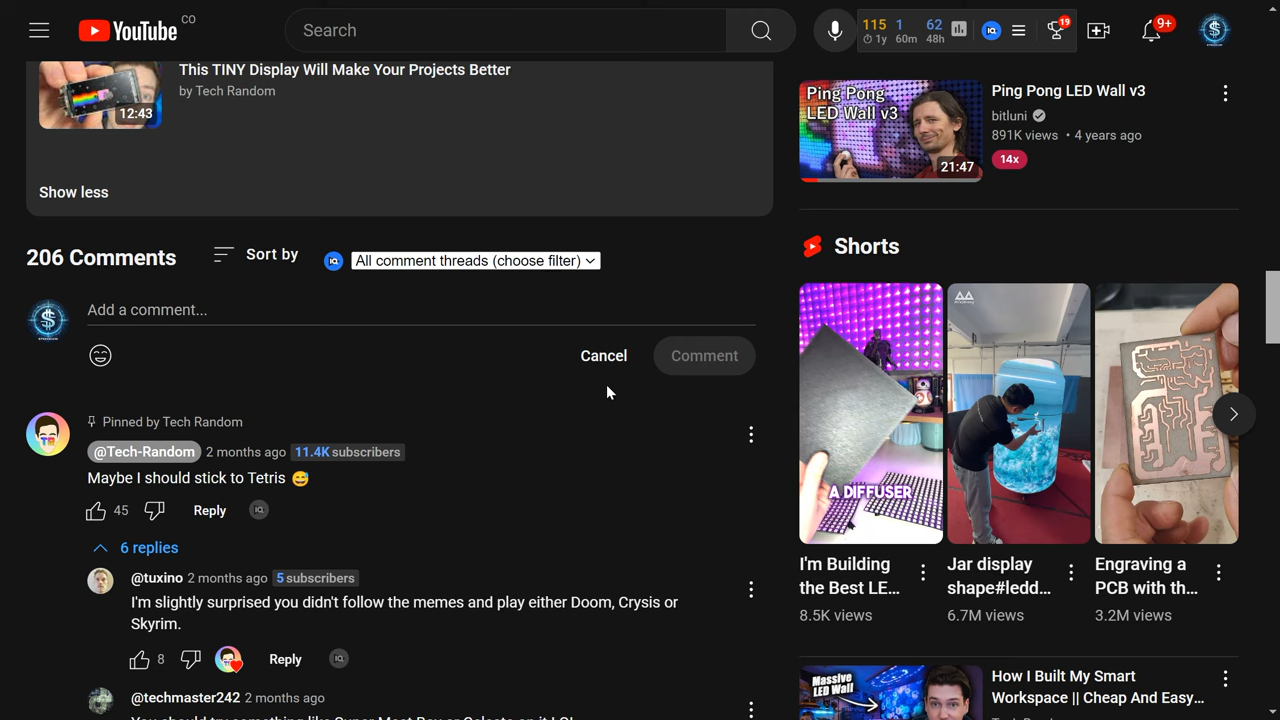 YouTube CO
Search
115 1 62
1y 60m 48h
19
9+
This TINY Display Will Make Your Projects Better
by Tech Random
12:43
Show less
206 Comments
Sort by
All comment threads (choose filter)
Add a comment...
Cancel
Comment
Pinned by Tech Random
@Tech-Random 2 months ago 11.4K subscribers
Maybe I should stick to Tetris 😅
45
Reply
6 replies
@tuxino 2 months ago 5 subscribers
I'm slightly surprised you didn't follow the memes and play either Doom, Crysis or
Skyrim.
8
Reply
@techmaster242 2 months ago
Ping Pong
LED Wall v3
21:47
Ping Pong LED Wall v3
bitluni
891K views • 4 years ago
14x
Shorts
A DIFFUSER
I'm Building
the Best LE...
8.5K views
Jar display
shape#ledd...
6.7M views
Engraving a
PCB with th...
3.2M views
Massive
LED Wall
How I Built My Smart
Workspace || Cheap And Easy...